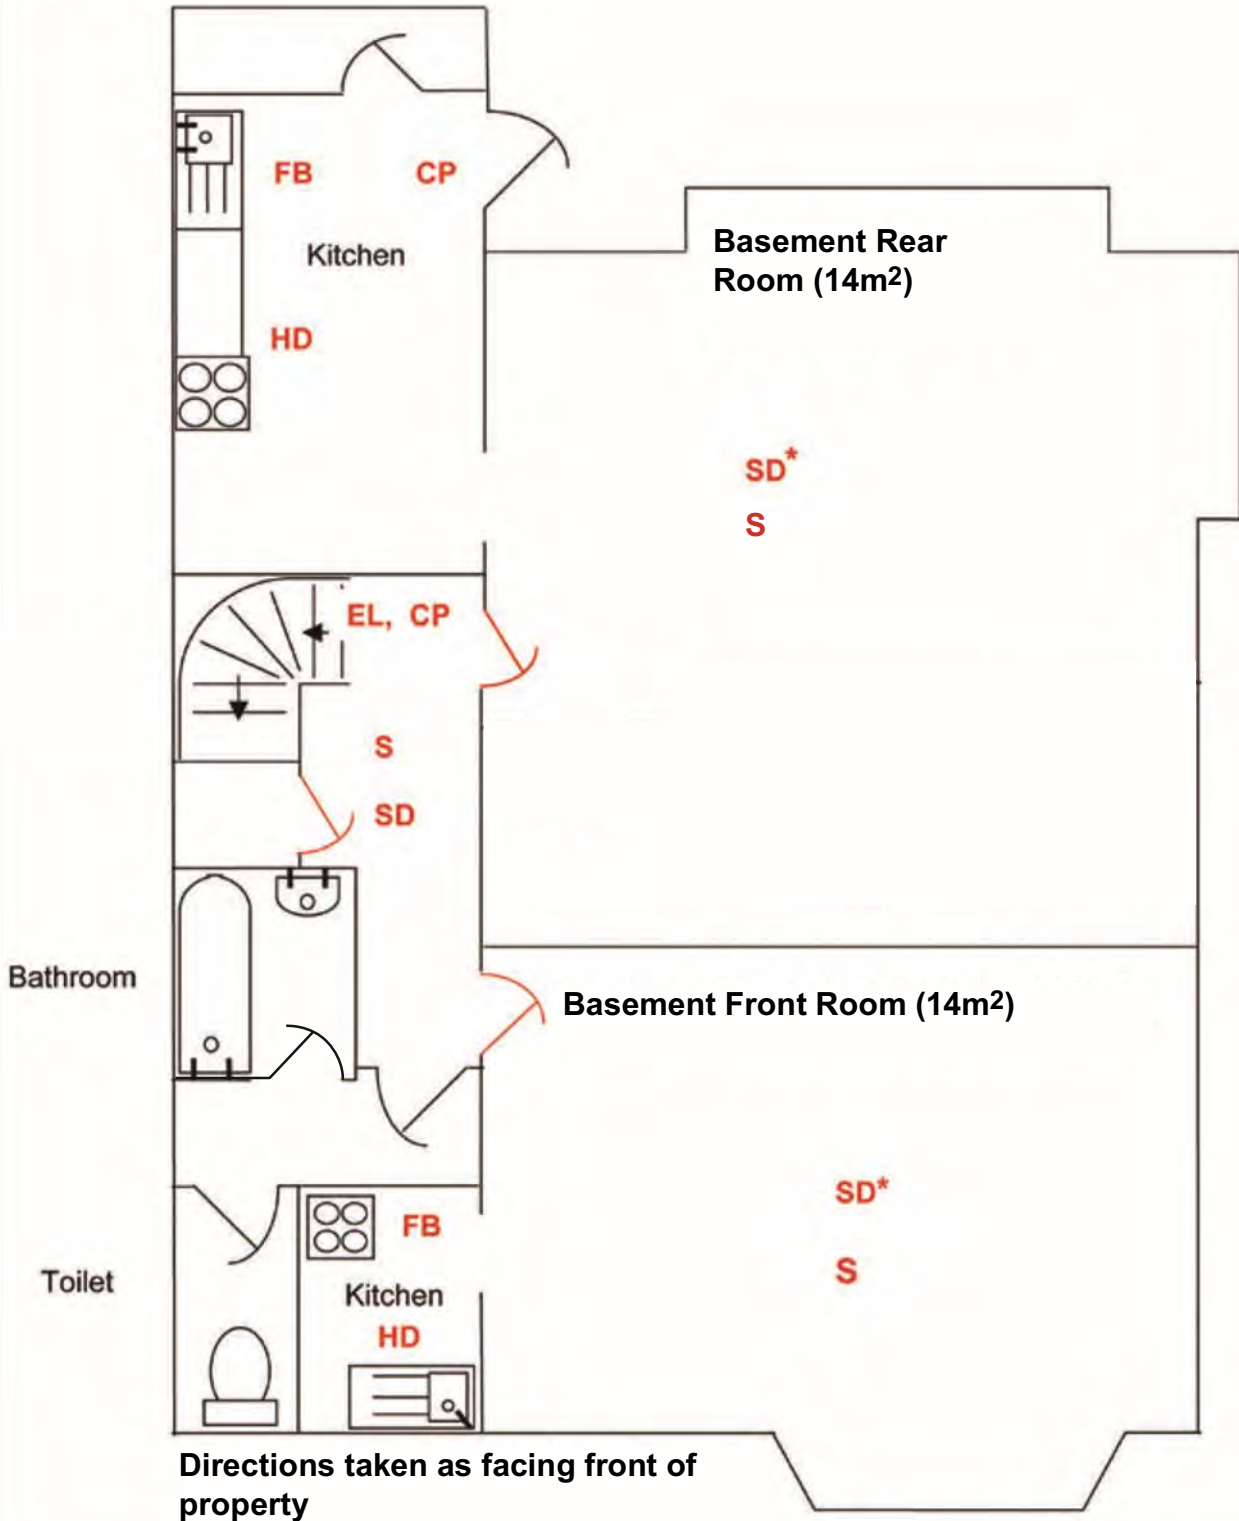 FB CP
Kitchen
Basement Rear
Room (14m²)
HD
SD*
S
EL, CP
S
SD
Bathroom
Basement Front Room (14m²)
SD*
FB
S
Toilet
Kitchen
HD
Directions taken as facing front of
property